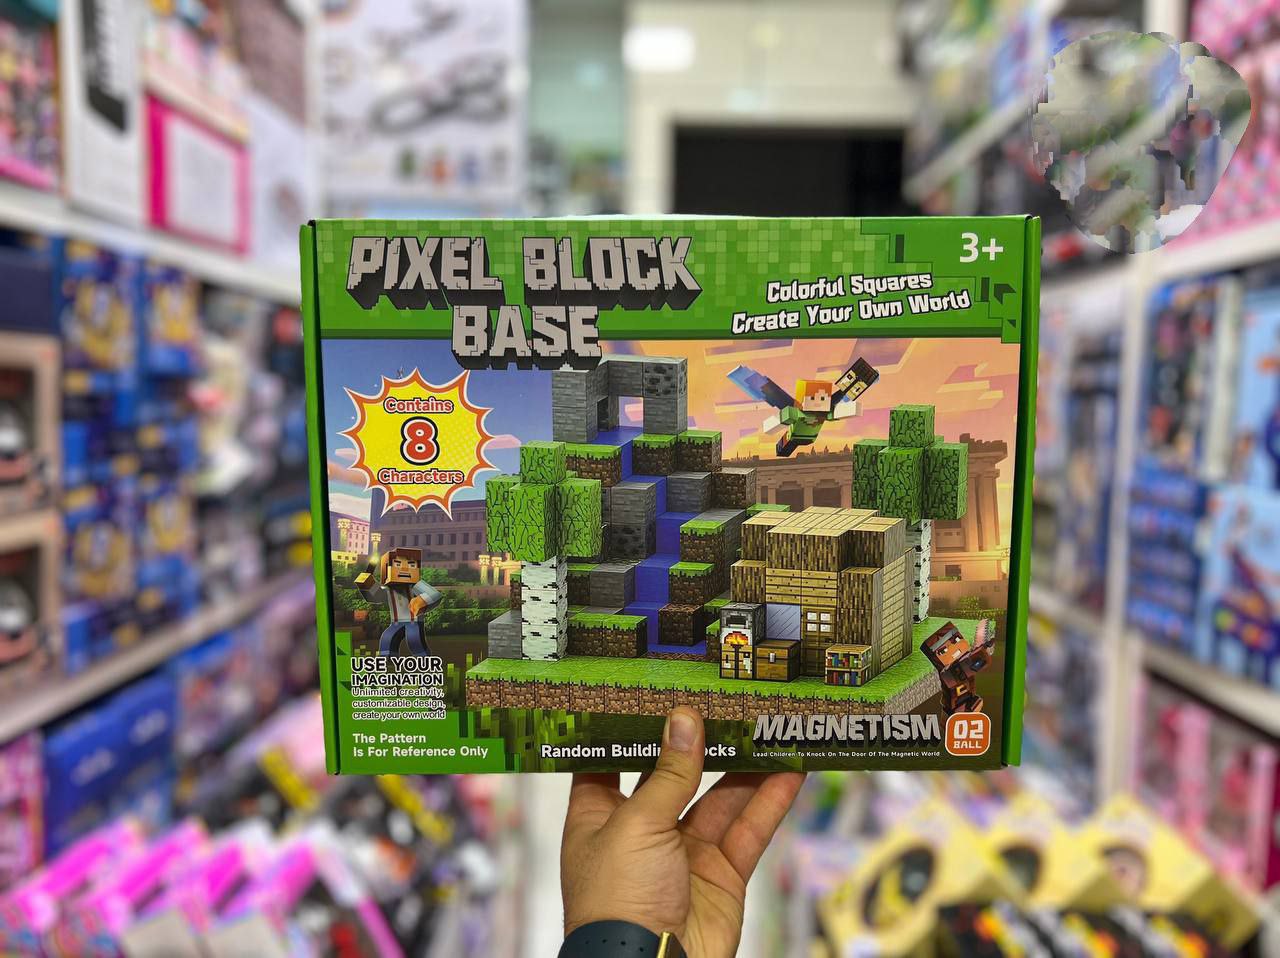 PIXEL BLOCK
BASE
Colorful Squares
Create Your Own World
3+
Contains
8
Characters
USE YOUR
IMAGINATION
Unlimited creativity,
customizable design,
create your own world
The Pattern
Is For Reference Only
Random Building
MAGNETISM
Lead Children To Knock On The Door Of The Magnetic World
02
BALL